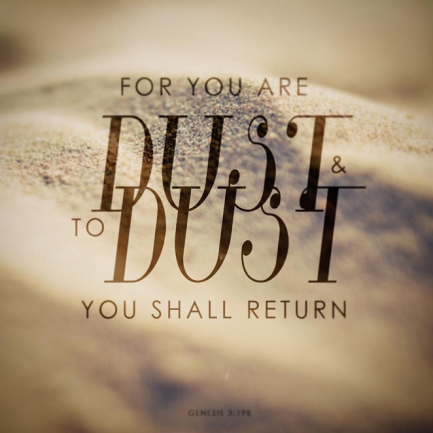 FOR YOU ARE
DUST &
TO DUST
YOU SHALL RETURN
GENESIS 3:19B